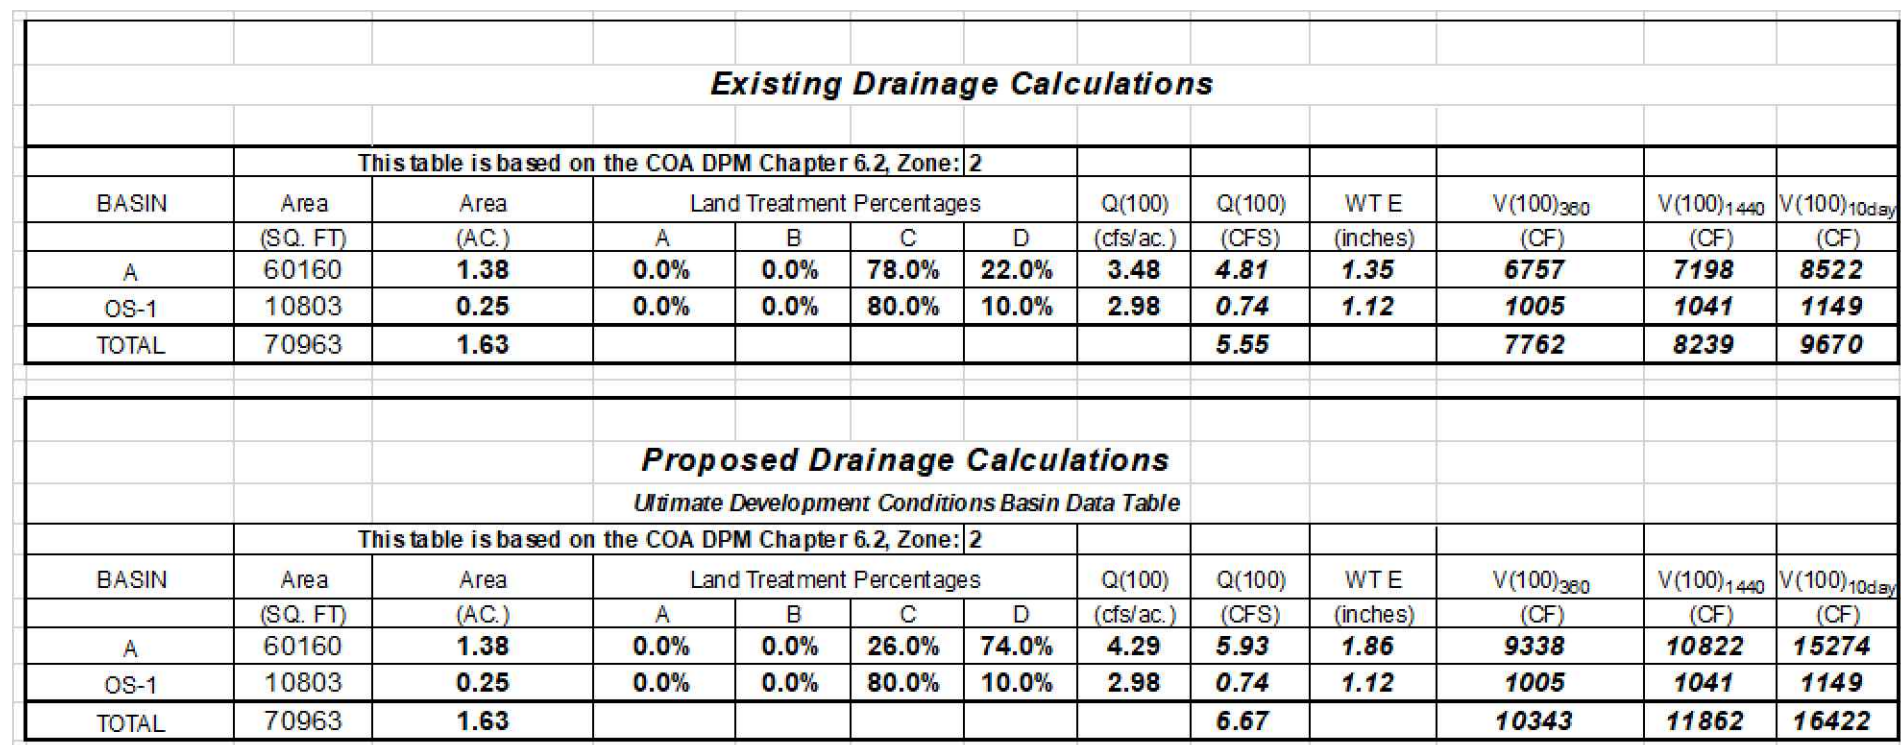 Existing Drainage Calculations
This table is based on the COA DPM Chapter 6.2, Zone: 2
BASIN Area Area Land Treatment Percentages Q(100) Q(100) WT E V(100)360 V(100)1440 V(100)10day
(SQ. FT) (AC.) A B C D (cfs/ac.) (CFS) (inches) (CF) (CF) (CF)
A 60160 1.38 0.0% 0.0% 78.0% 22.0% 3.48 4.81 1.35 6757 7198 8522
OS-1 10803 0.25 0.0% 0.0% 80.0% 10.0% 2.98 0.74 1.12 1005 1041 1149
TOTAL 70963 1.63 5.55 7762 8239 9670
Proposed Drainage Calculations
Ultimate Development Conditions Basin Data Table
This table is based on the COA DPM Chapter 6.2, Zone: 2
BASIN Area Area Land Treatment Percentages Q(100) Q(100) WT E V(100)360 V(100)1440 V(100)10day
(SQ. FT) (AC.) A B C D (cfs/ac.) (CFS) (inches) (CF) (CF) (CF)
A 60160 1.38 0.0% 0.0% 26.0% 74.0% 4.29 5.93 1.86 9338 10822 15274
OS-1 10803 0.25 0.0% 0.0% 80.0% 10.0% 2.98 0.74 1.12 1005 1041 1149
TOTAL 70963 1.63 6.67 10343 11862 16422